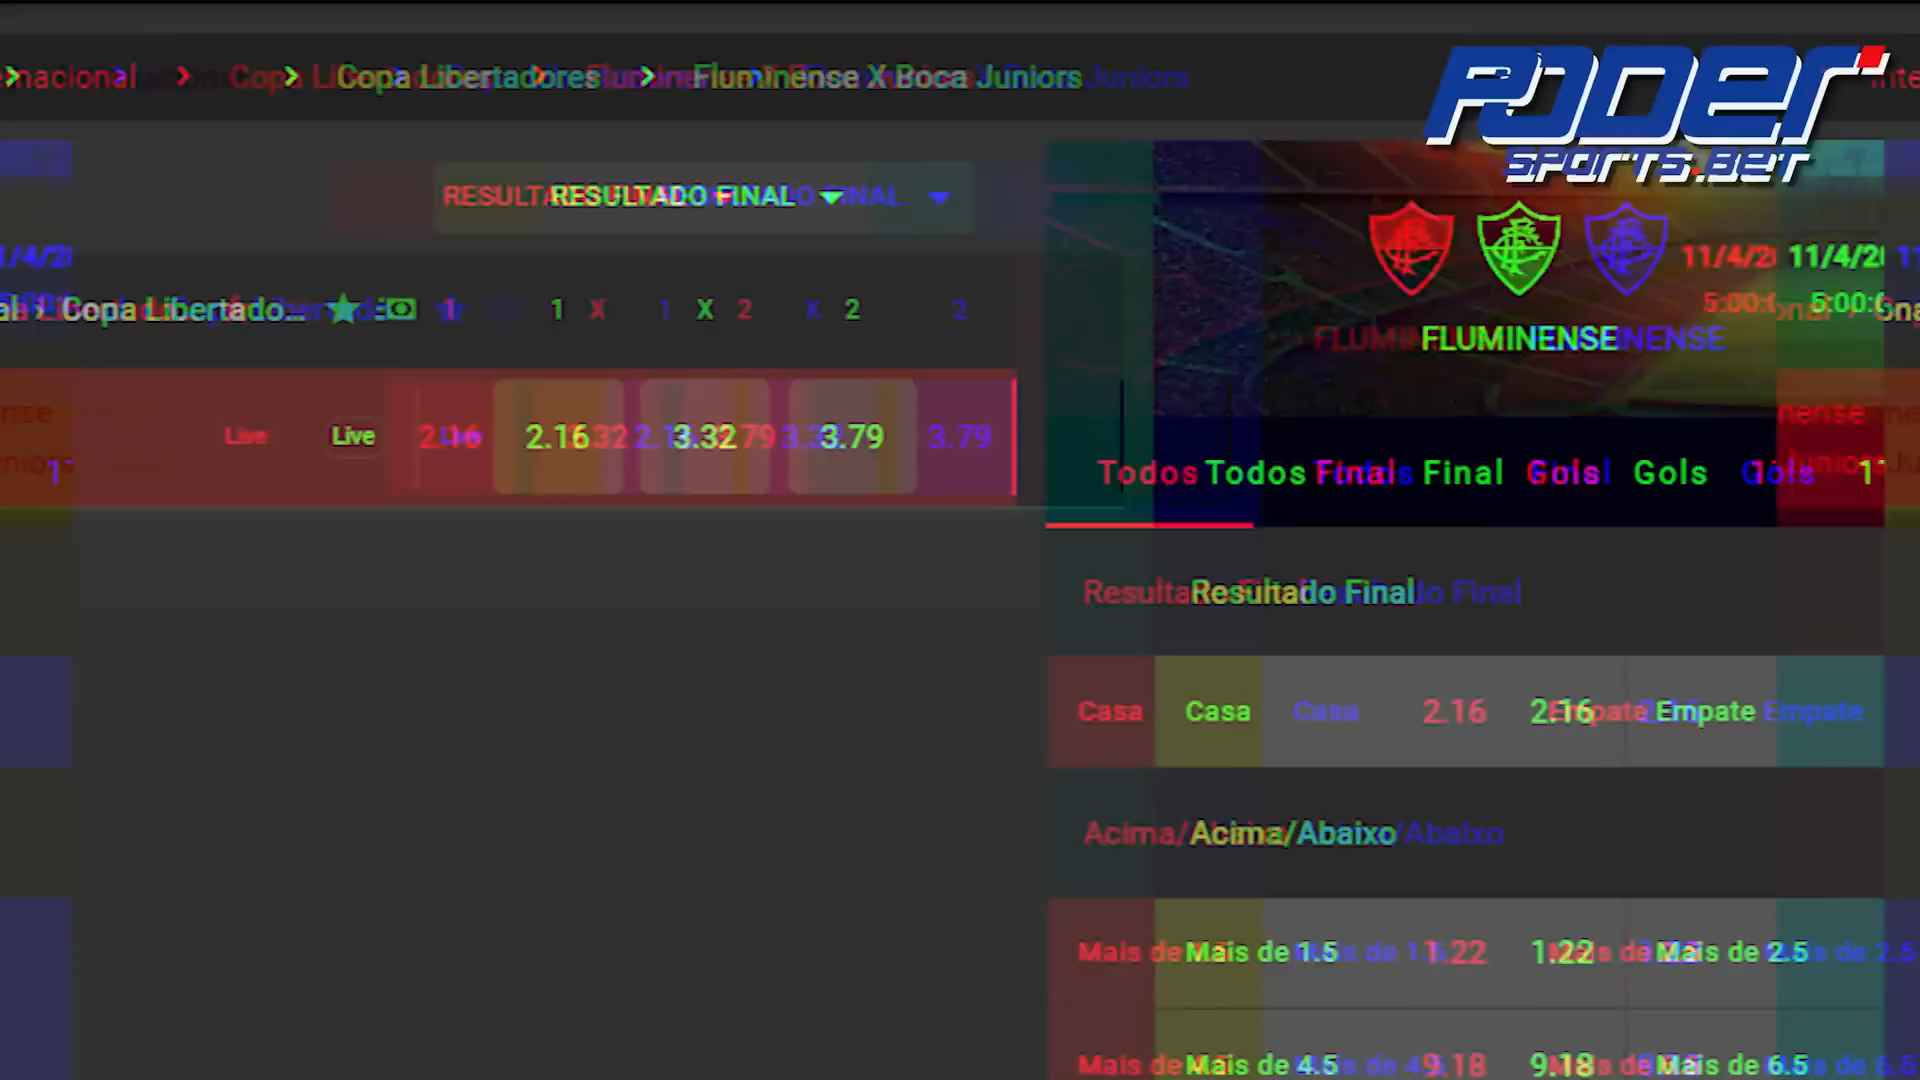 Copa Libertadores > Fluminense X Boca Juniors
PODER
SPORTS.BET
RESULTADO FINAL
Copa Libertado... 1 X 2
FLUMINENSE
11/4/2
5:00:0
Live 2.16 3.32 3.79
Todos Final Gols 1
Resultado Final
Casa 2.16 Empate
Acima/Abaixo
Mais de 1.5 1.22 Mais de 2.5
Mais de 4.5 9.18 Mais de 6.5